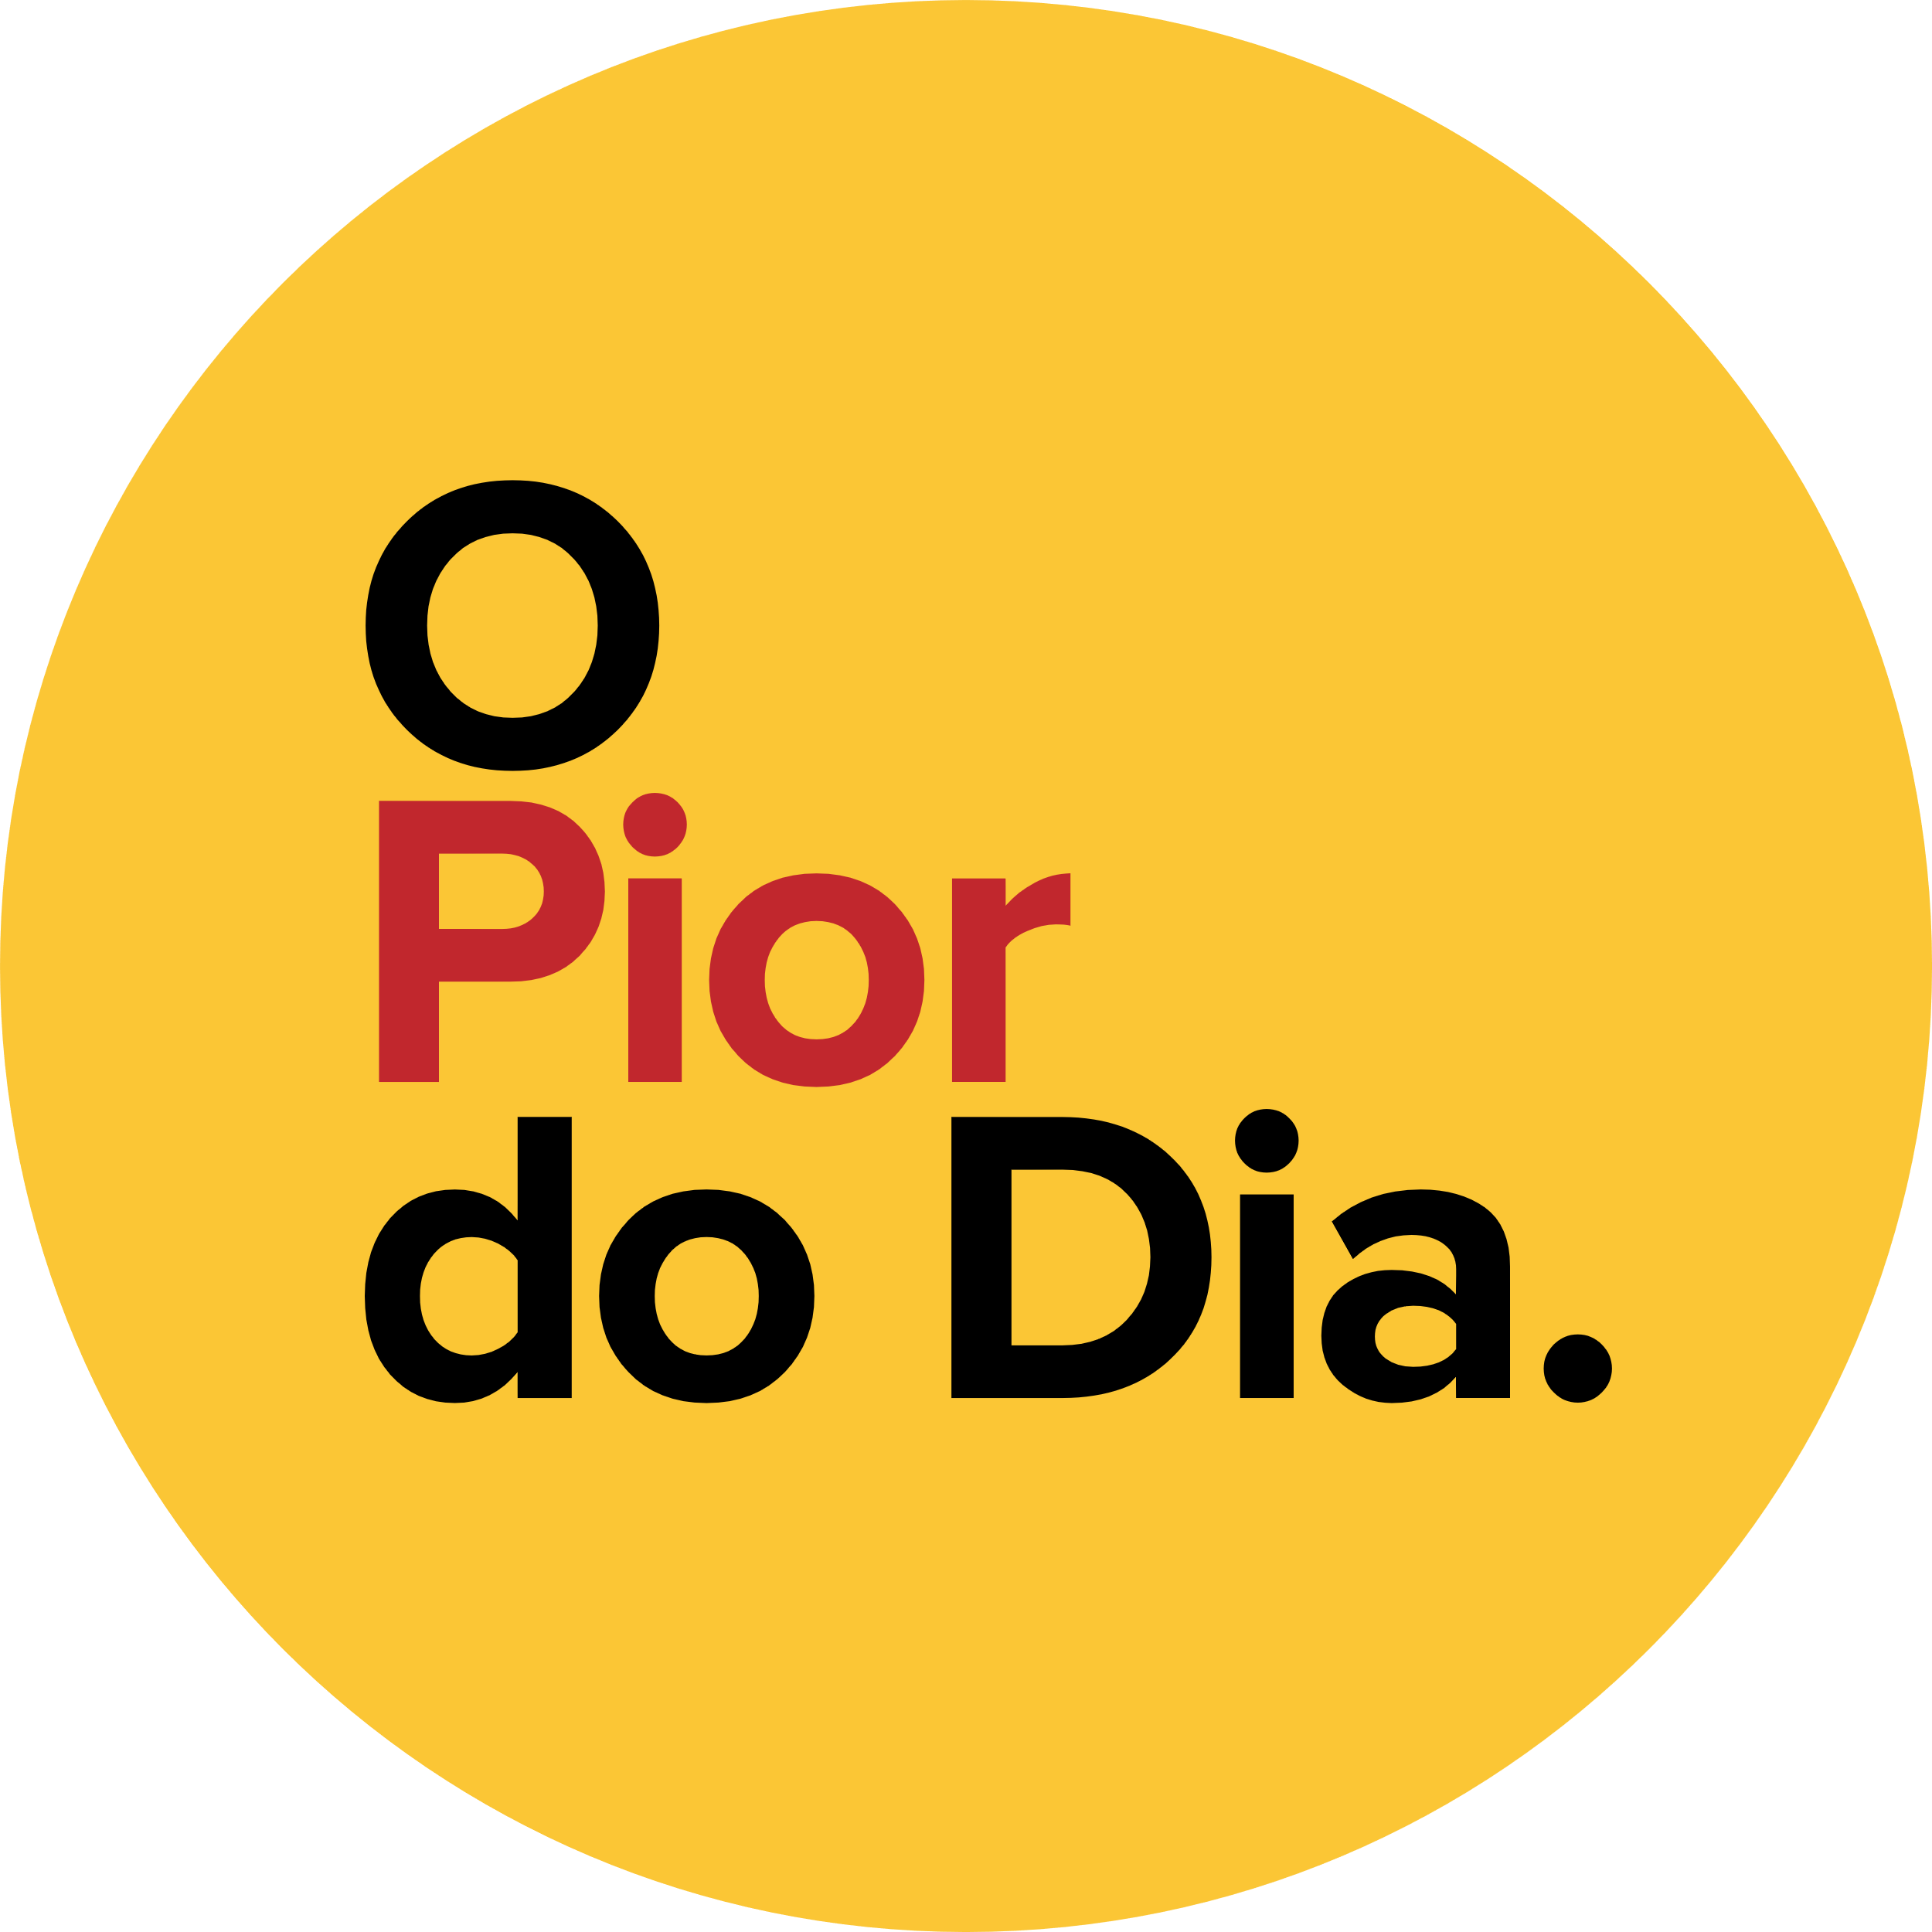 O
Pior
do Dia.